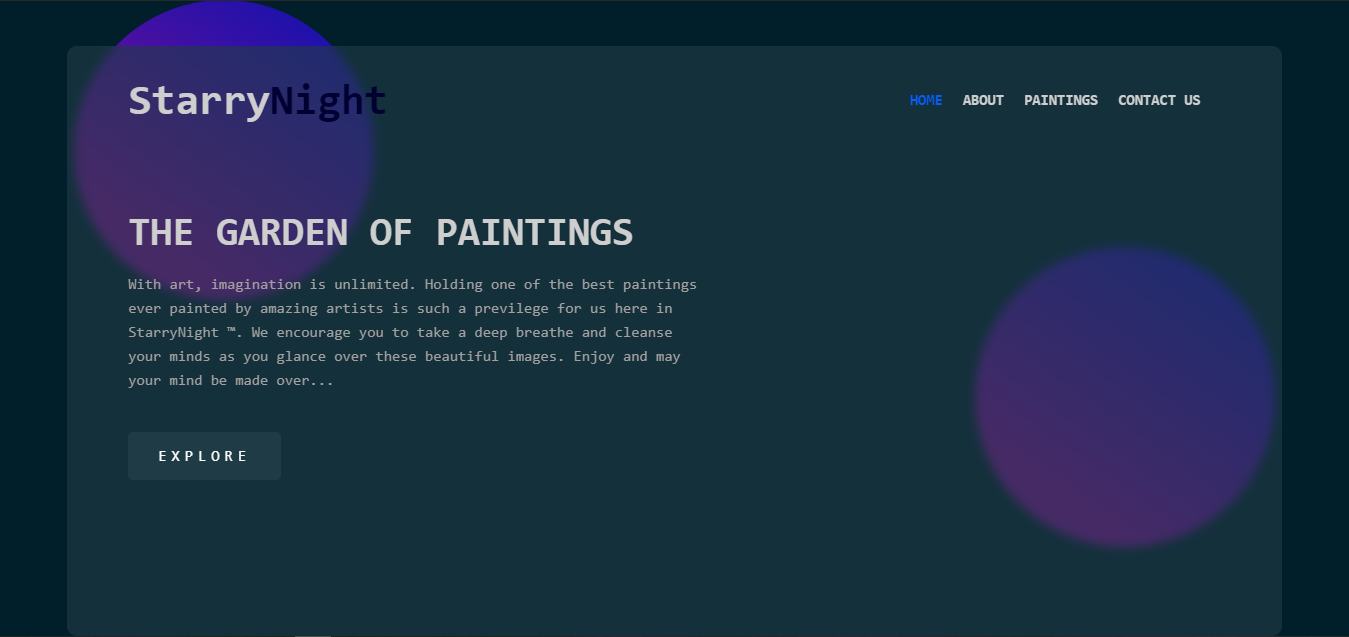 StarryNight
HOME ABOUT PAINTINGS CONTACT US
THE GARDEN OF PAINTINGS
With art, imagination is unlimited. Holding one of the best paintings
ever painted by amazing artists is such a previlege for us here in
StarryNight ™. We encourage you to take a deep breathe and cleanse
your minds as you glance over these beautiful images. Enjoy and may
your mind be made over...
EXPLORE